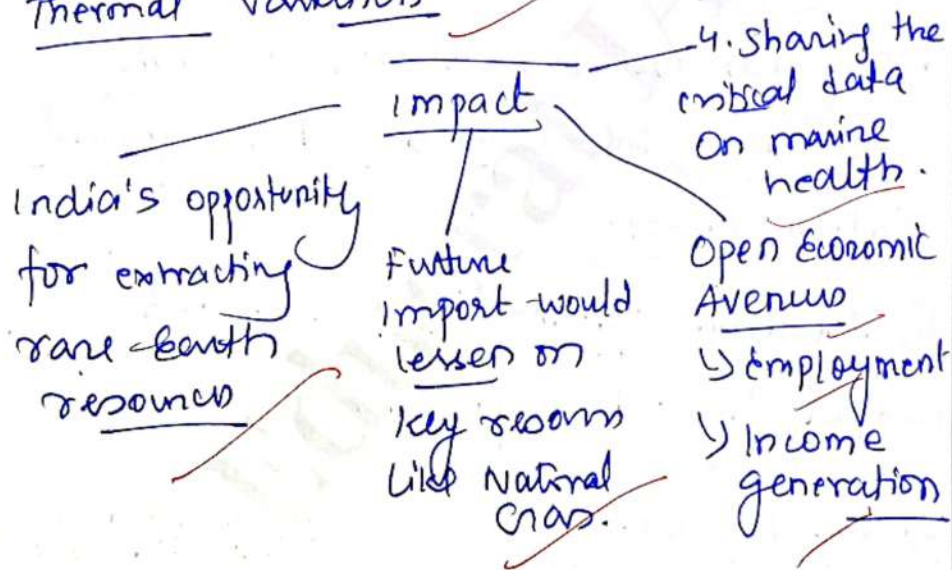 Thermal Variations
Impact
4. Sharing the
critical data
On marine
health.
India's opportunity
for extracting
rare-Earth
resources
Future
import would
lessen on
key resources
Like Natural
Gas.
Open Economic
Avenues
↳ Employment
↳ Income
generation